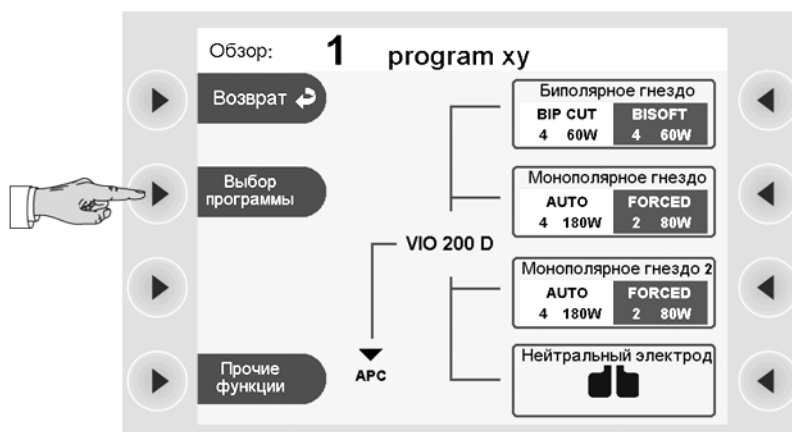 Обзор: 1 program xy
Возврат
Выбор
программы
Прочие
функции
VIO 200 D
APC
Биполярное гнездо
BIP CUT BISOFT
4 60W 4 60W
Монополярное гнездо
AUTO FORCED
4 180W 2 80W
Монополярное гнездо 2
AUTO FORCED
4 180W 2 80W
Нейтральный электрод